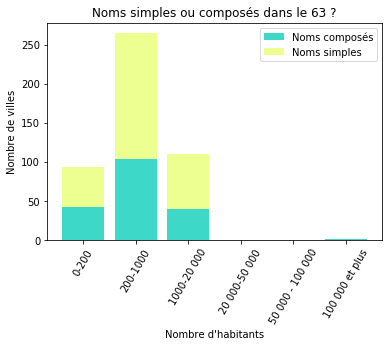 Noms simples ou composés dans le 63 ?
Noms composés
Noms simples
Nombre de villes
250
200
150
100
50
0
0-200
200-1000
1000-20 000
20 000-50 000
50 000 - 100 000
100 000 et plus
Nombre d'habitants